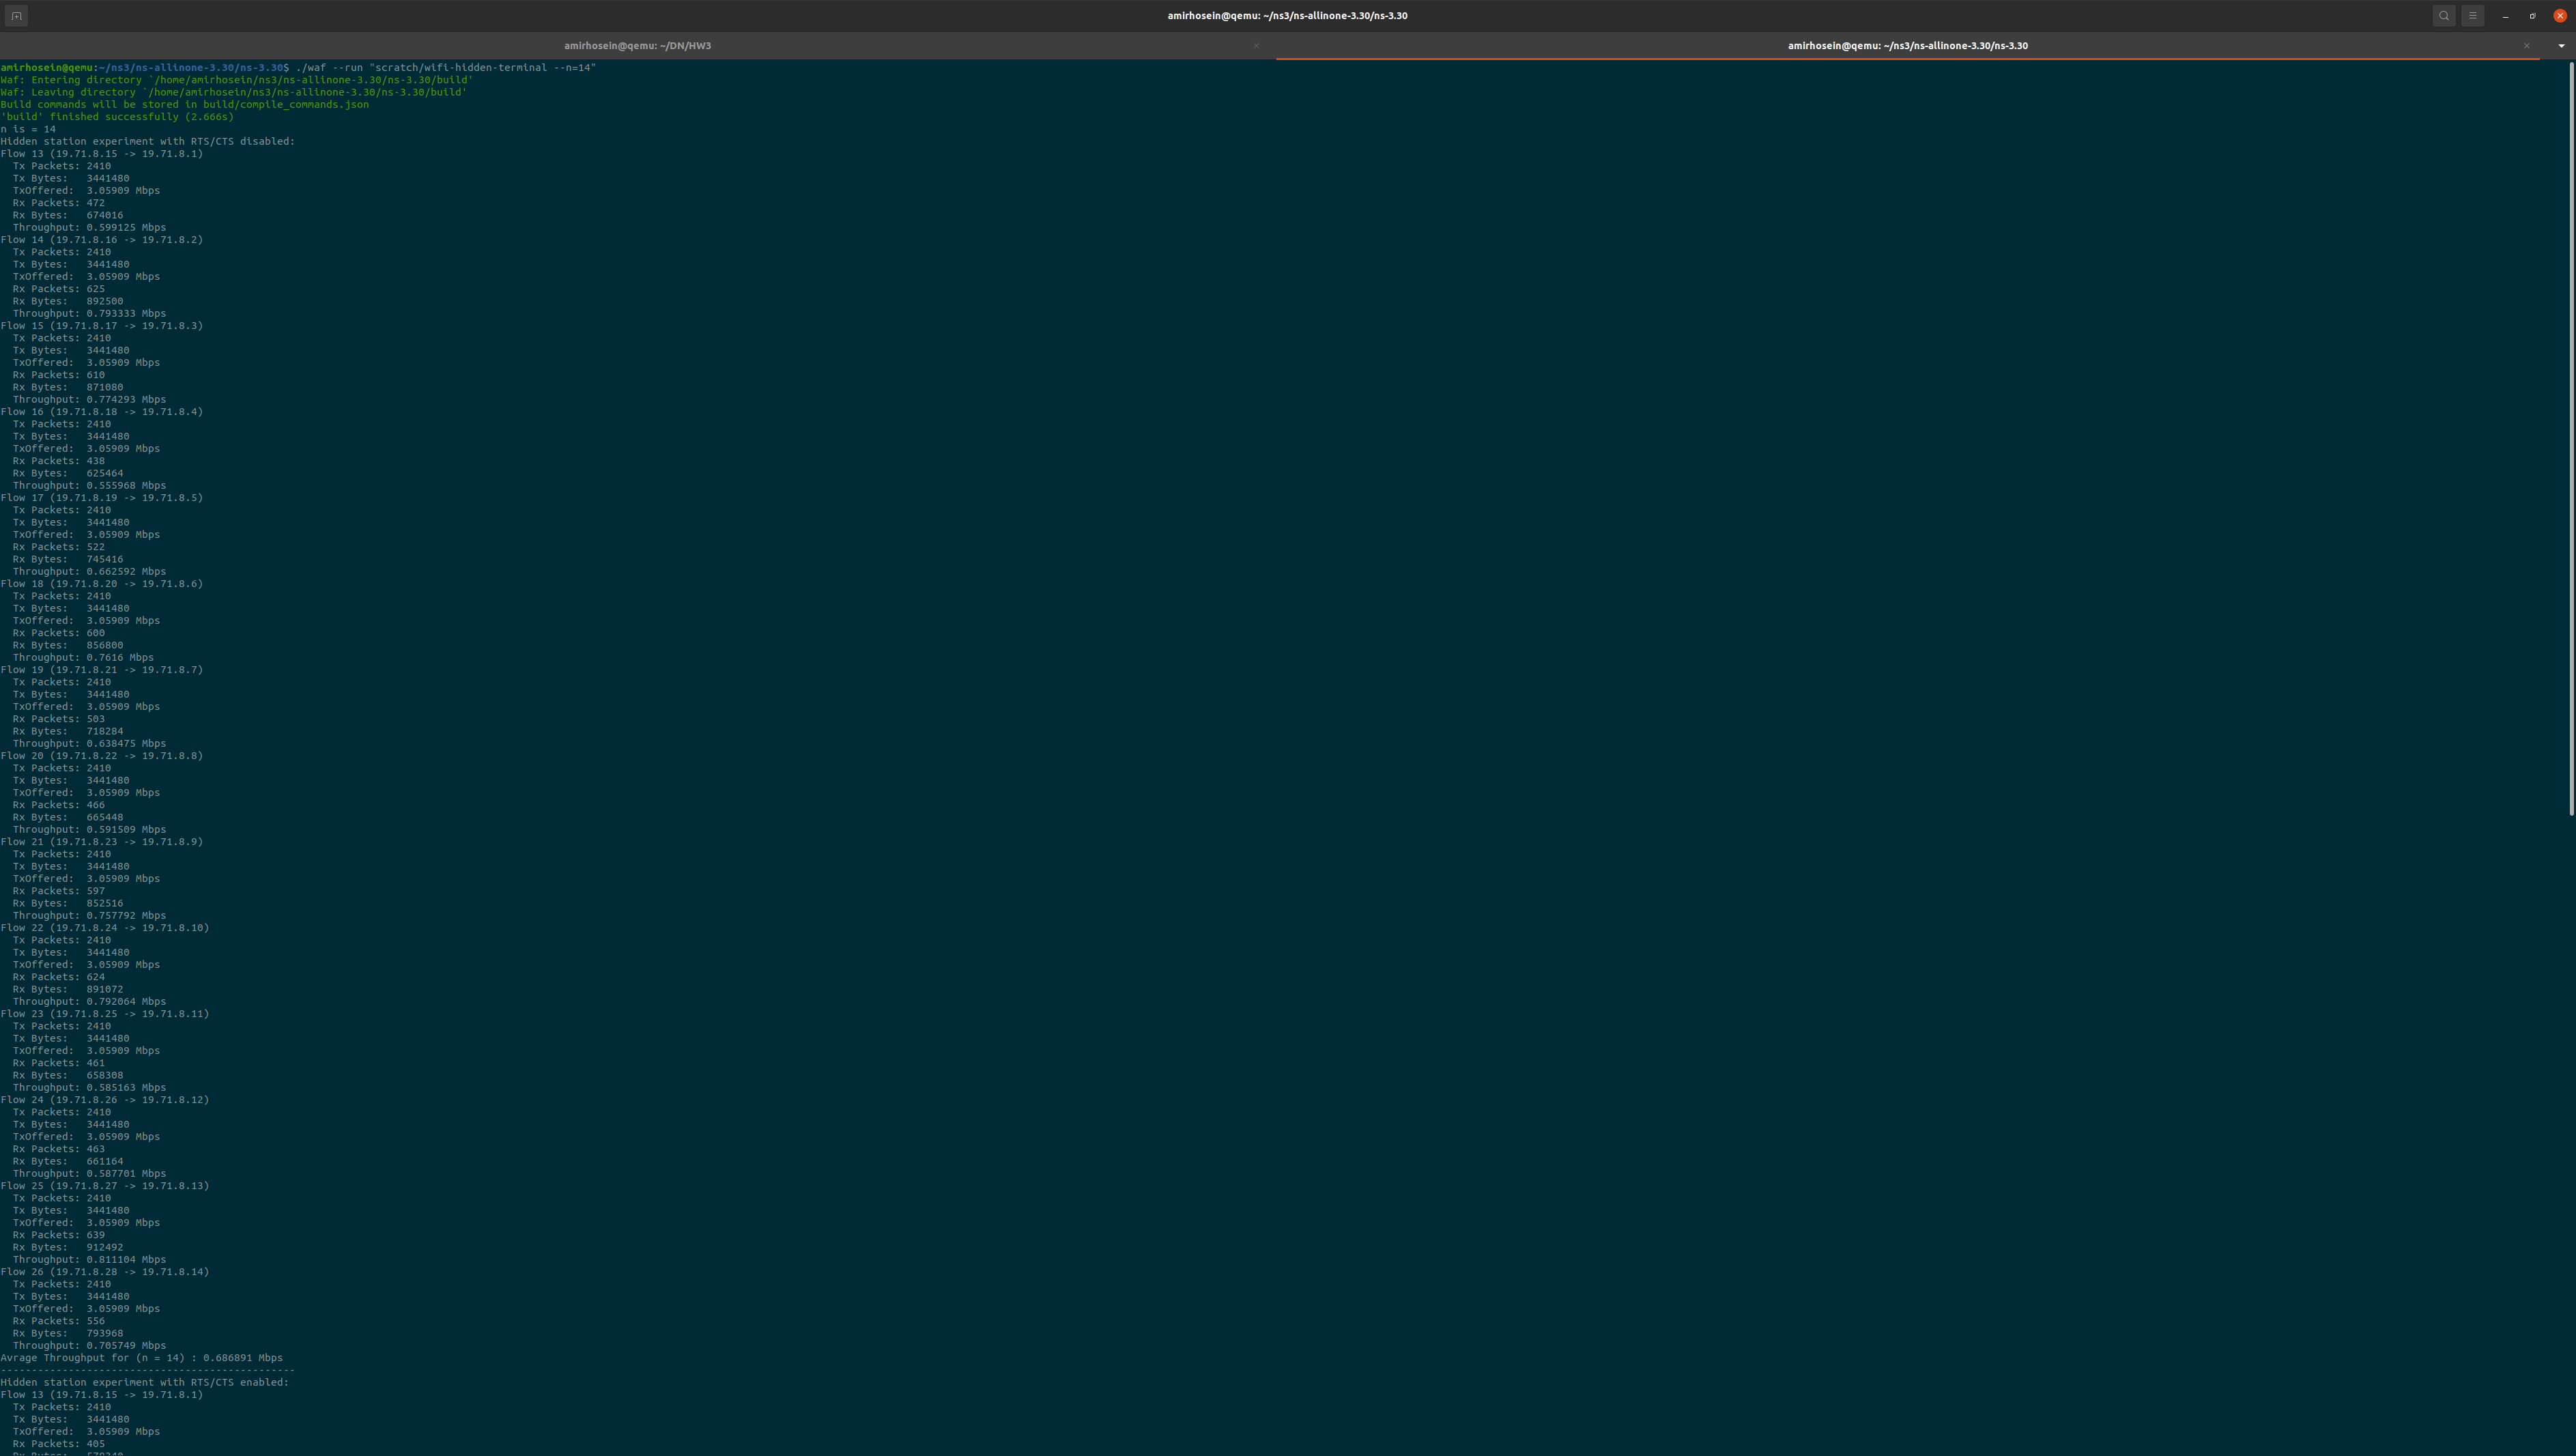 amirhosein@qemu: ~/ns3/ns-allinone-3.30/ns-3.30
amirhosein@qemu: ~/DN/HW3
amirhosein@qemu: ~/ns3/ns-allinone-3.30/ns-3.30
amirhosein@qemu:~/ns3/ns-allinone-3.30/ns-3.30$ ./waf --run "scratch/wifi-hidden-terminal --n=14"
Waf: Entering directory `/home/amirhosein/ns3/ns-allinone-3.30/ns-3.30/build'
Waf: Leaving directory `/home/amirhosein/ns3/ns-allinone-3.30/ns-3.30/build'
Build commands will be stored in build/compile_commands.json
'build' finished successfully (2.666s)
n is = 14
Hidden station experiment with RTS/CTS disabled:
Flow 13 (19.71.8.15 -> 19.71.8.1)
  Tx Packets: 2410
  Tx Bytes:   3441480
  TxOffered:  3.05909 Mbps
  Rx Packets: 472
  Rx Bytes:   674016
  Throughput: 0.599125 Mbps
Flow 14 (19.71.8.16 -> 19.71.8.2)
  Tx Packets: 2410
  Tx Bytes:   3441480
  TxOffered:  3.05909 Mbps
  Rx Packets: 625
  Rx Bytes:   892500
  Throughput: 0.793333 Mbps
Flow 15 (19.71.8.17 -> 19.71.8.3)
  Tx Packets: 2410
  Tx Bytes:   3441480
  TxOffered:  3.05909 Mbps
  Rx Packets: 610
  Rx Bytes:   871080
  Throughput: 0.774293 Mbps
Flow 16 (19.71.8.18 -> 19.71.8.4)
  Tx Packets: 2410
  Tx Bytes:   3441480
  TxOffered:  3.05909 Mbps
  Rx Packets: 438
  Rx Bytes:   625464
  Throughput: 0.555968 Mbps
Flow 17 (19.71.8.19 -> 19.71.8.5)
  Tx Packets: 2410
  Tx Bytes:   3441480
  TxOffered:  3.05909 Mbps
  Rx Packets: 522
  Rx Bytes:   745416
  Throughput: 0.662592 Mbps
Flow 18 (19.71.8.20 -> 19.71.8.6)
  Tx Packets: 2410
  Tx Bytes:   3441480
  TxOffered:  3.05909 Mbps
  Rx Packets: 600
  Rx Bytes:   856800
  Throughput: 0.7616 Mbps
Flow 19 (19.71.8.21 -> 19.71.8.7)
  Tx Packets: 2410
  Tx Bytes:   3441480
  TxOffered:  3.05909 Mbps
  Rx Packets: 503
  Rx Bytes:   718284
  Throughput: 0.638475 Mbps
Flow 20 (19.71.8.22 -> 19.71.8.8)
  Tx Packets: 2410
  Tx Bytes:   3441480
  TxOffered:  3.05909 Mbps
  Rx Packets: 466
  Rx Bytes:   665448
  Throughput: 0.591509 Mbps
Flow 21 (19.71.8.23 -> 19.71.8.9)
  Tx Packets: 2410
  Tx Bytes:   3441480
  TxOffered:  3.05909 Mbps
  Rx Packets: 597
  Rx Bytes:   852516
  Throughput: 0.757792 Mbps
Flow 22 (19.71.8.24 -> 19.71.8.10)
  Tx Packets: 2410
  Tx Bytes:   3441480
  TxOffered:  3.05909 Mbps
  Rx Packets: 624
  Rx Bytes:   891072
  Throughput: 0.792064 Mbps
Flow 23 (19.71.8.25 -> 19.71.8.11)
  Tx Packets: 2410
  Tx Bytes:   3441480
  TxOffered:  3.05909 Mbps
  Rx Packets: 461
  Rx Bytes:   658308
  Throughput: 0.585163 Mbps
Flow 24 (19.71.8.26 -> 19.71.8.12)
  Tx Packets: 2410
  Tx Bytes:   3441480
  TxOffered:  3.05909 Mbps
  Rx Packets: 463
  Rx Bytes:   661164
  Throughput: 0.587701 Mbps
Flow 25 (19.71.8.27 -> 19.71.8.13)
  Tx Packets: 2410
  Tx Bytes:   3441480
  TxOffered:  3.05909 Mbps
  Rx Packets: 639
  Rx Bytes:   912492
  Throughput: 0.811104 Mbps
Flow 26 (19.71.8.28 -> 19.71.8.14)
  Tx Packets: 2410
  Tx Bytes:   3441480
  TxOffered:  3.05909 Mbps
  Rx Packets: 556
  Rx Bytes:   793968
  Throughput: 0.705749 Mbps
Avrage Throughput for (n = 14) : 0.686891 Mbps
------------------------------------------------
Hidden station experiment with RTS/CTS enabled:
Flow 13 (19.71.8.15 -> 19.71.8.1)
  Tx Packets: 2410
  Tx Bytes:   3441480
  TxOffered:  3.05909 Mbps
  Rx Packets: 405